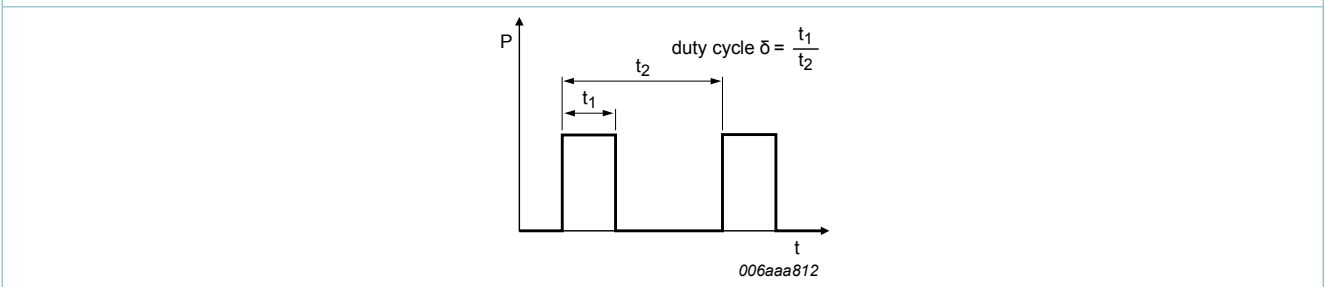 P
duty cycle δ = t1
t2
t2
t1
t
006aaa812